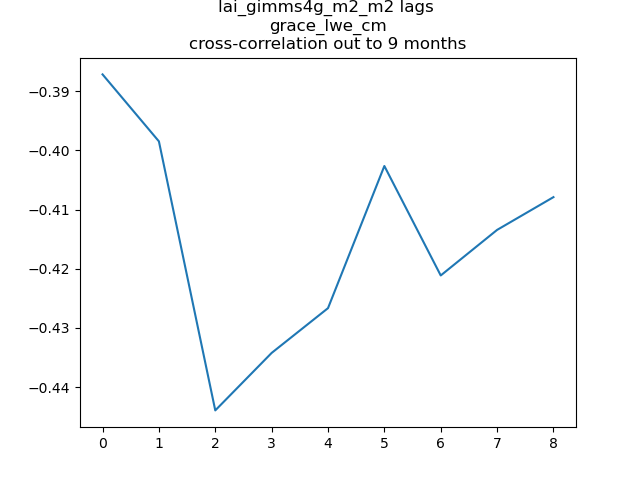 lai_gimms4g_m2_m2 lags
grace_lwe_cm
cross-correlation out to 9 months
−0.39
−0.40
−0.41
−0.42
−0.43
−0.44
0 1 2 3 4 5 6 7 8